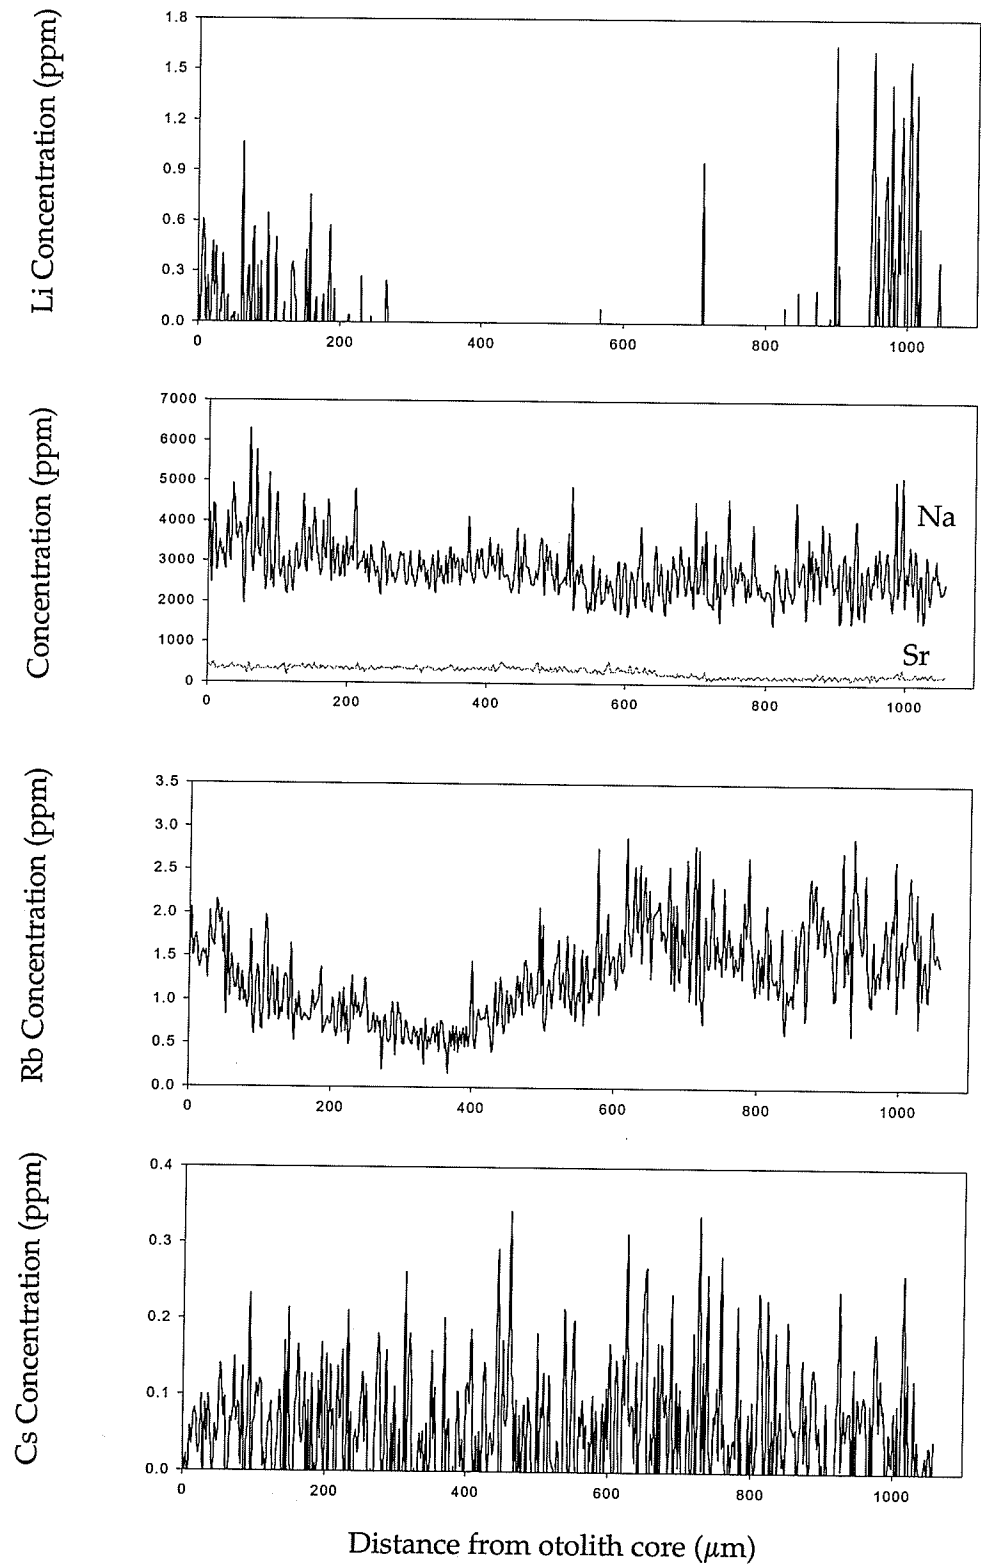 Li Concentration (ppm)
1.8
1.5
1.2
0.9
0.6
0.3
0.0
0 200 400 600 800 1000
Concentration (ppm)
7000
6000
5000
4000
3000
2000
1000
0
Na
Sr
0 200 400 600 800 1000
Rb Concentration (ppm)
3.5
3.0
2.5
2.0
1.5
1.0
0.5
0.0
0 200 400 600 800 1000
Cs Concentration (ppm)
0.4
0.3
0.2
0.1
0.0
0 200 400 600 800 1000
Distance from otolith core (μm)